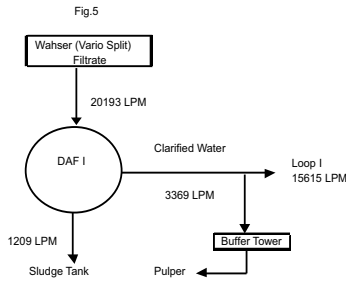 Fig.5
Wahser (Vario Split)
Filtrate
20193 LPM
DAF I
Clarified Water
Loop I
15615 LPM
3369 LPM
1209 LPM
Buffer Tower
Sludge Tank
Pulper